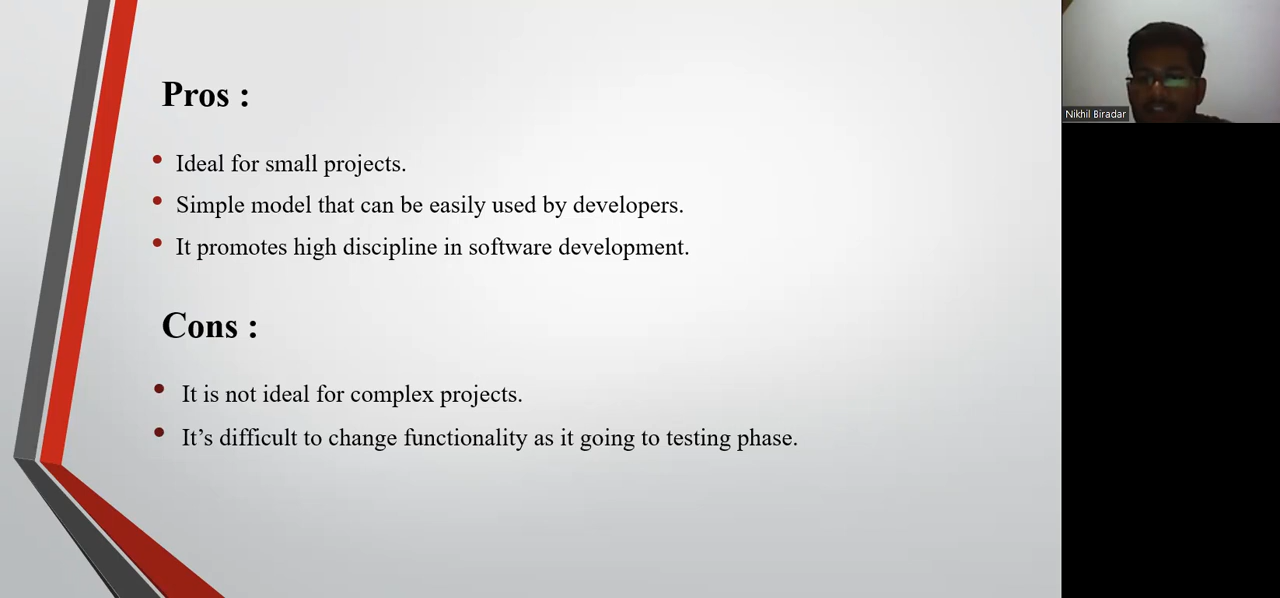 Pros :
Ideal for small projects.
Simple model that can be easily used by developers.
It promotes high discipline in software development.
Cons :
It is not ideal for complex projects.
It’s difficult to change functionality as it going to testing phase.
Nikhil Biradar